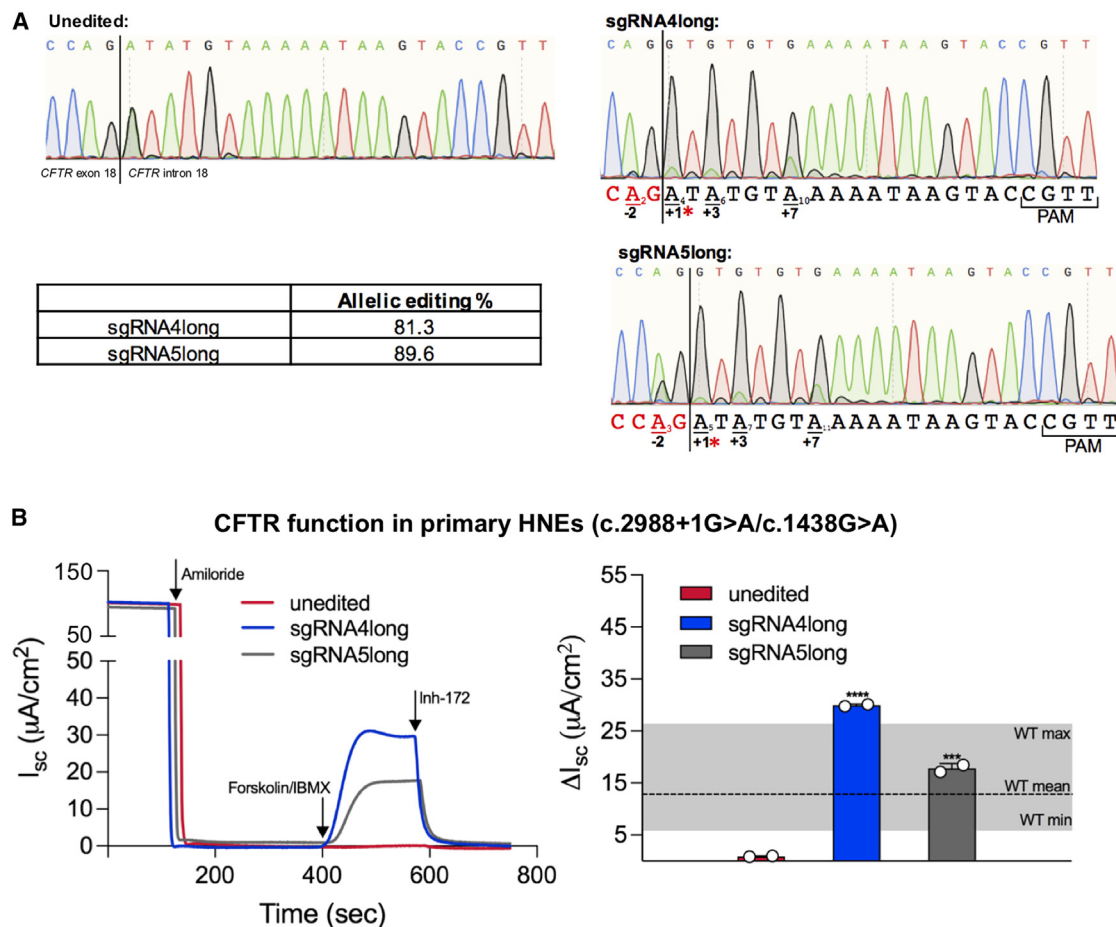 A
Unedited:
C C A G A T A T G T A A A A A T A A G T A C C G T T
CFTR exon 18 CFTR intron 18
Allelic editing %
sgRNA4long 81.3
sgRNA5long 89.6
sgRNA4long:
C A G G T G T G T G A A A A T A A G T A C C G T T
CA2GA4TA6TGTA10AAAATAAGTACCGTT
-2 +1 * +3 +7 PAM
sgRNA5long:
C C A G G T G T G T G A A A A T A A G T A C C G T T
CCA3GA5TA7TGTA11AAAATAAGTACCGTT
-2 +1 * +3 +7 PAM
B
CFTR function in primary HNEs (c.2988+1G>A/c.1438G>A)
150
50
50
40
30
20
10
0
Isc (μA/cm2)
Amiloride
unedited
sgRNA4long
sgRNA5long
Inh-172
Forskolin/IBMX
200 400 600 800
Time (sec)
55
45
35
25
15
5
ΔIsc (μA/cm2)
unedited
sgRNA4long
sgRNA5long
****
***
WT max
WT mean
WT min